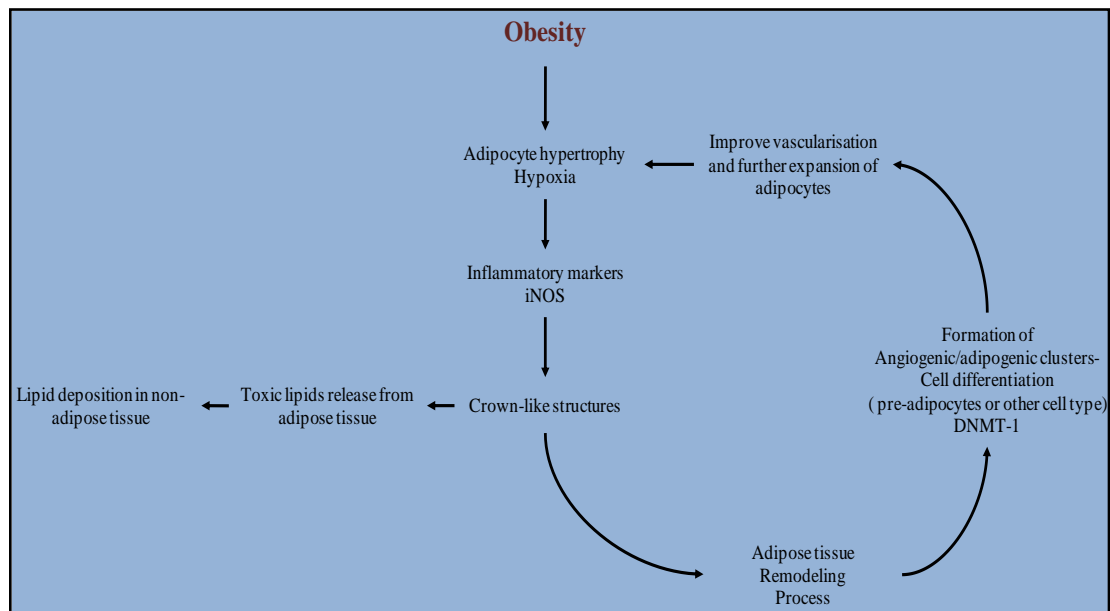 Obesity
Adipocyte hypertrophy
Hypoxia
Improve vascularisation
and further expansion of
adipocytes
Inflammatory markers
iNOS
Formation of
Angiogenic/adipogenic clusters-
Cell differentiation
( pre-adipocytes or other cell type)
DNMT-1
Lipid deposition in non-
adipose tissue
Toxic lipids release from
adipose tissue
Crown-like structures
Adipose tissue
Remodeling
Process